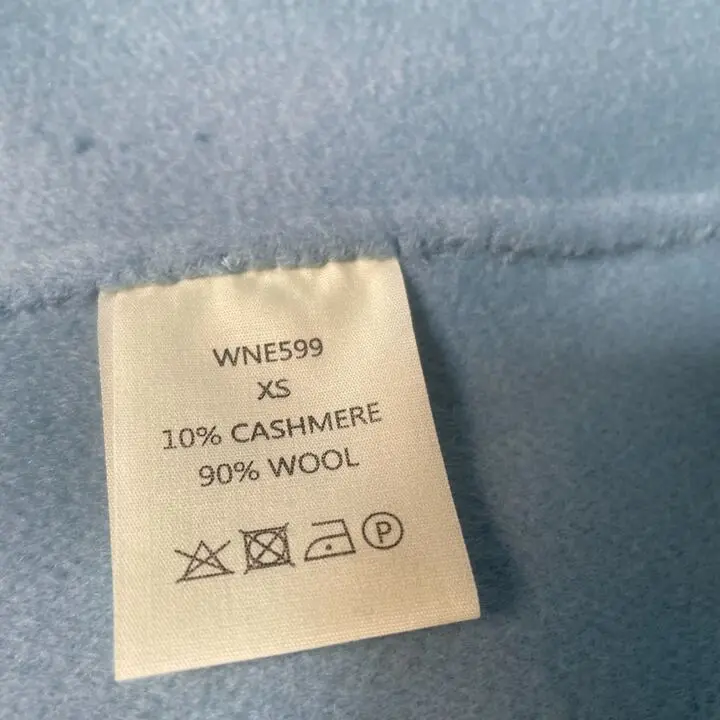 WNE599
XS
10% CASHMERE
90% WOOL
P